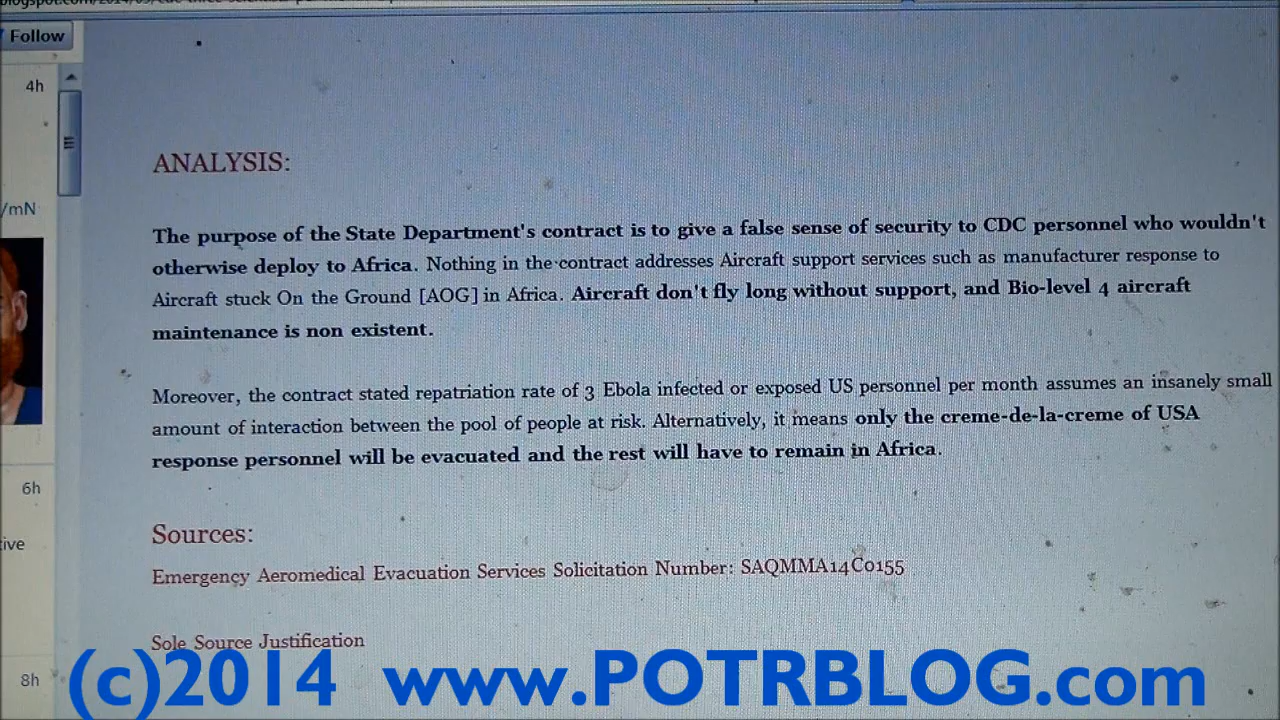 Follow
4h
ANALYSIS:
/mN
The purpose of the State Department's contract is to give a false sense of security to CDC personnel who wouldn't
otherwise deploy to Africa. Nothing in the contract addresses Aircraft support services such as manufacturer response to
Aircraft stuck On the Ground [AOG] in Africa. Aircraft don't fly long without support, and Bio-level 4 aircraft
maintenance is non existent.
Moreover, the contract stated repatriation rate of 3 Ebola infected or exposed US personnel per month assumes an insanely small
amount of interaction between the pool of people at risk. Alternatively, it means only the creme-de-la-creme of USA
response personnel will be evacuated and the rest will have to remain in Africa.
6h
Sources:
tive
Emergency Aeromedical Evacuation Services Solicitation Number: SAQMMA14C0155
Sole Source Justification
8h
(c)2014 www.POTRBLOG.com